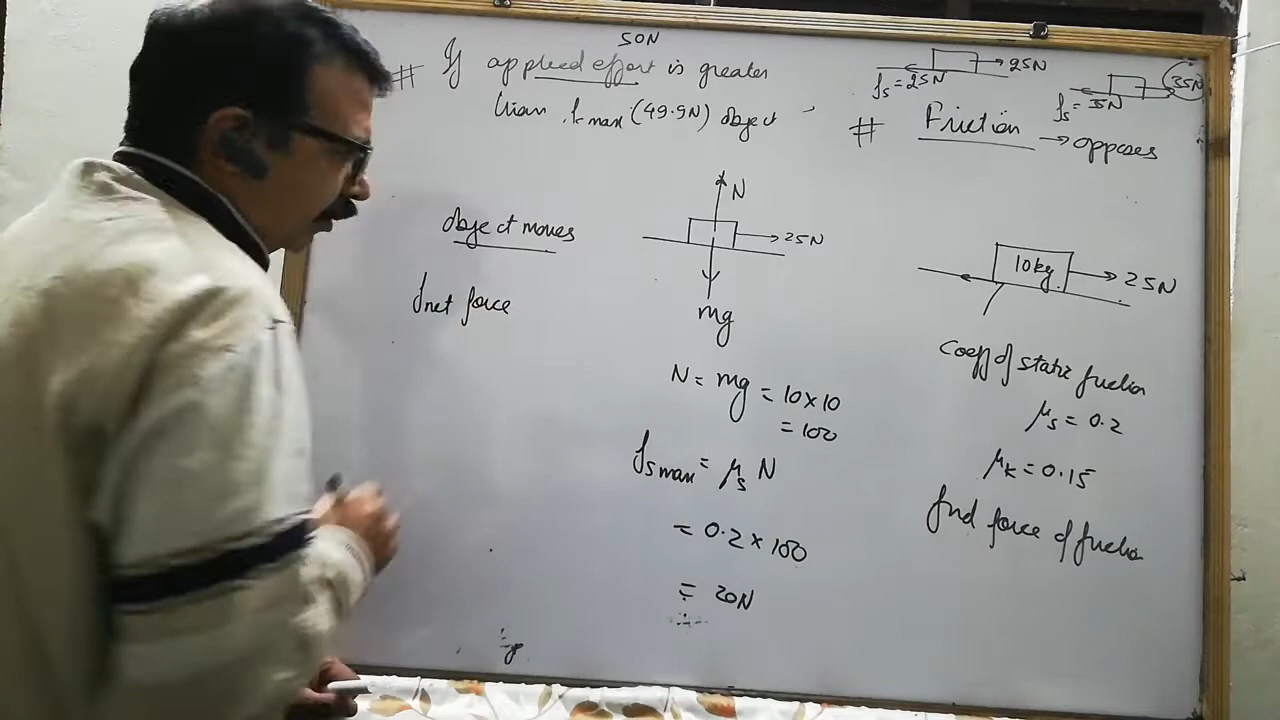 50N
# If applied effort is greater
than fs max (49.9N) object
25N
fs = 25N
35N
fs = 35N
# Friction → opposes
object moves
fnet force
N
25N
mg
N = mg = 10 × 10
= 100
fs max = μs N
= 0.2 × 100
= 20N
10kg
25N
Coeff of static friction
μs = 0.2
μk = 0.15
find force of friction